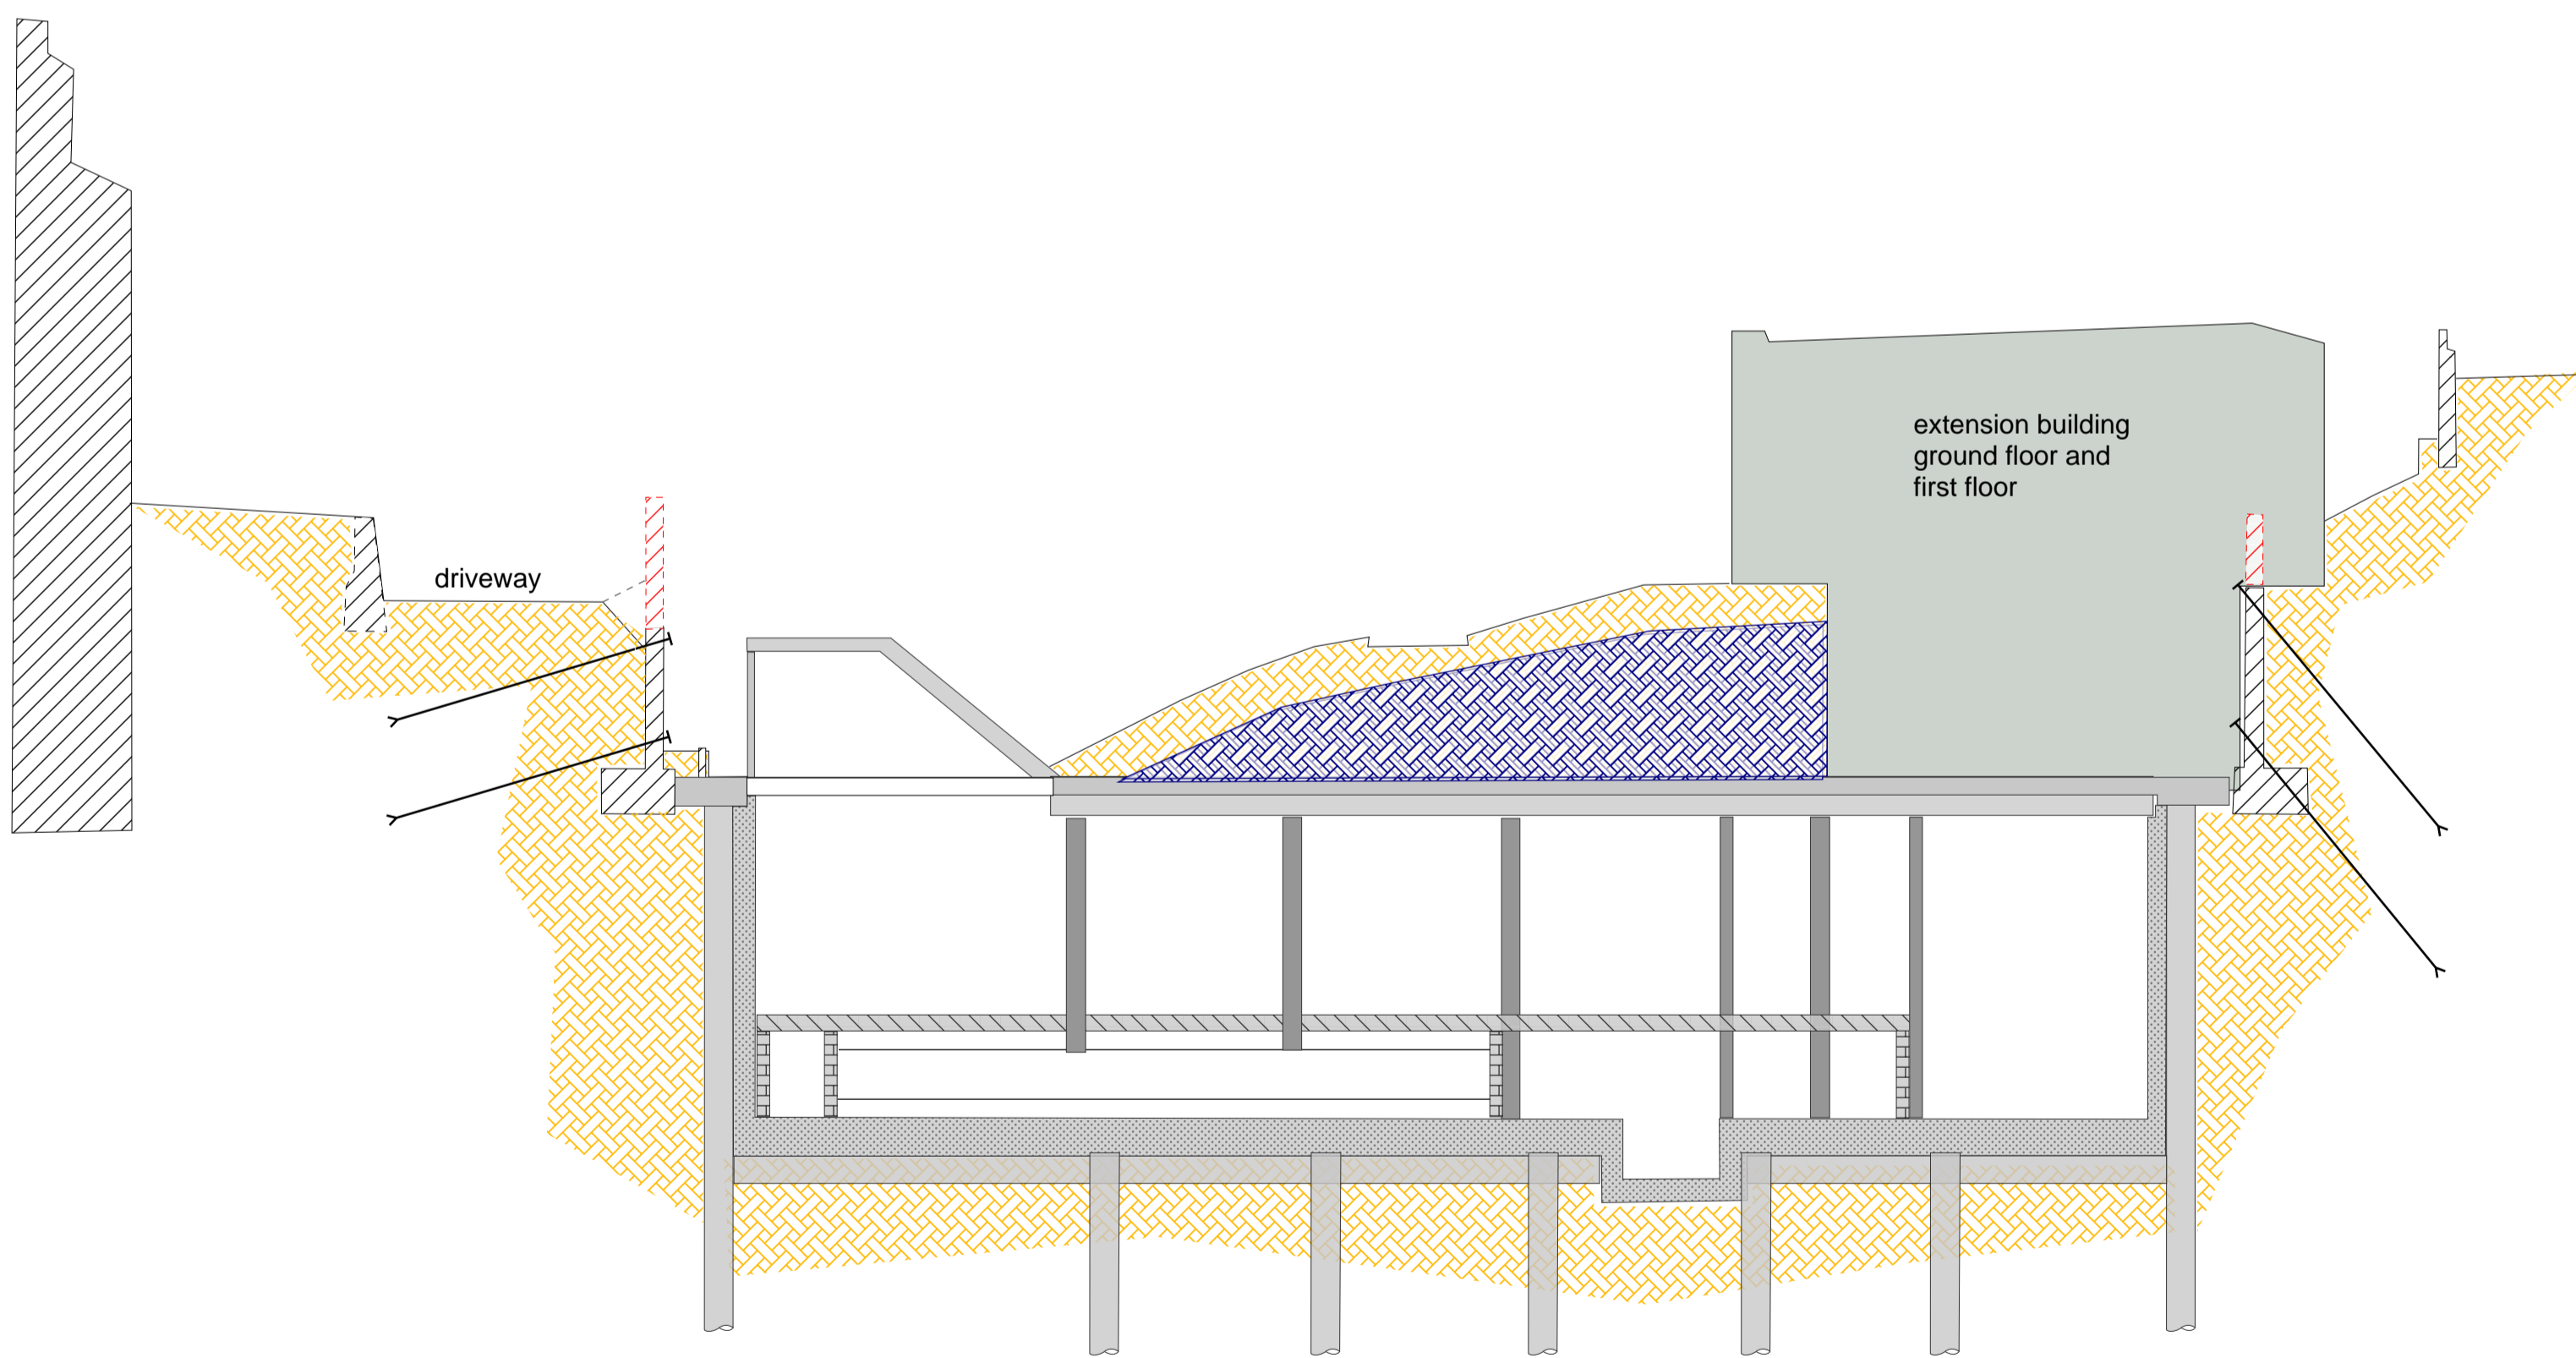 extension building
ground floor and
first floor
driveway